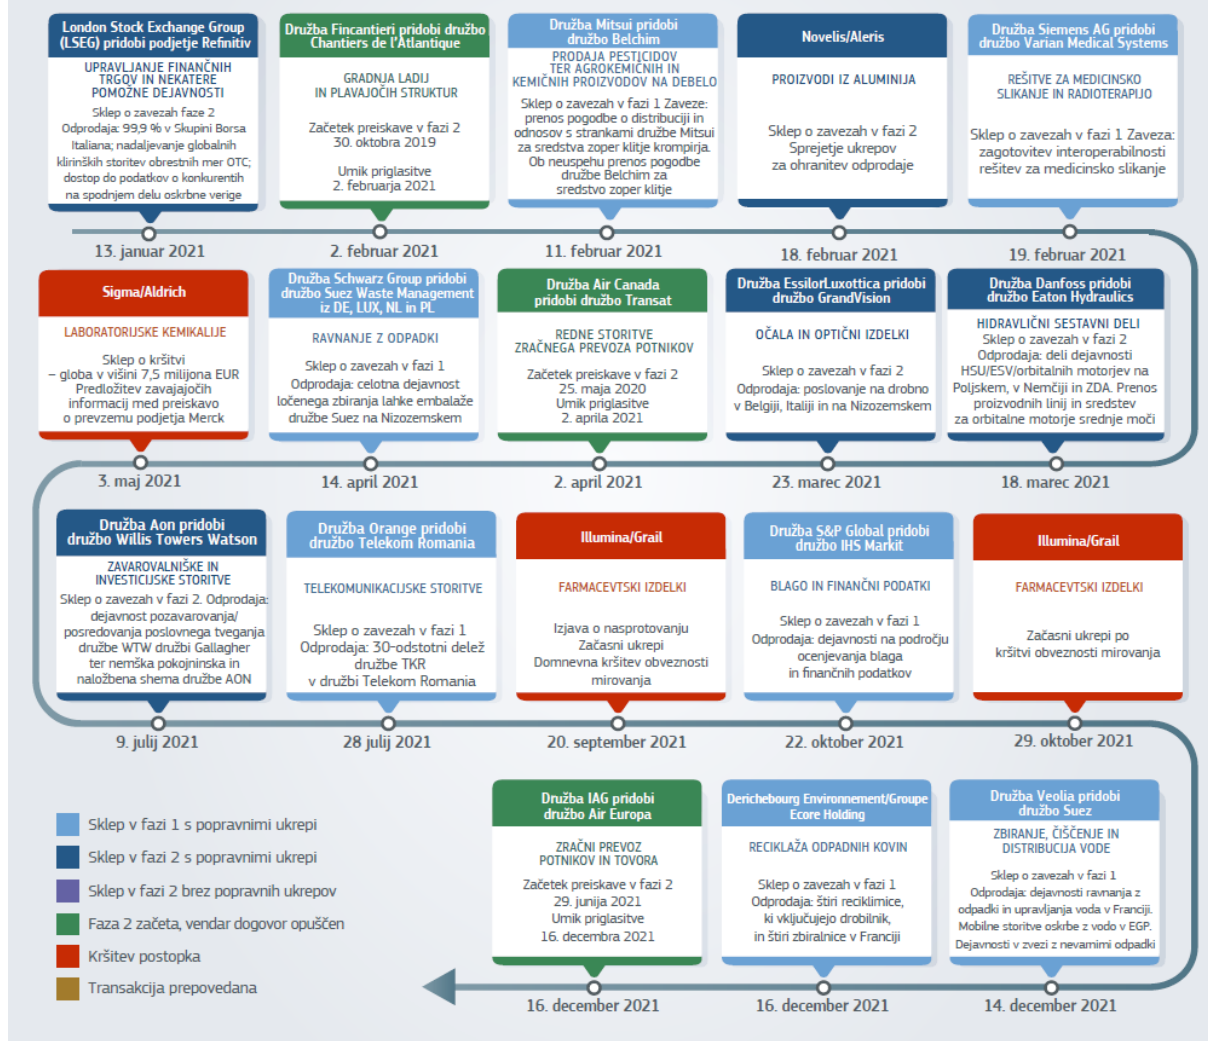 London Stock Exchange Group
(LSEG) pridobi podjetje Refinitiv
UPRAVLJANJE FINANČNIH
TRGOV IN NEKATERE
POMOŽNE DEJAVNOSTI
Sklep o zavezah faze 2
Odprodaja: 99,9 % v Skupini Borsa
Italiana; nadaljevanje globalnih
klirinških storitev obrestnih mer OTC;
dostop do podatkov o konkurentih
na spodnjem delu oskrbne verige
13. januar 2021
Družba Fincantieri pridobi družbo
Chantiers de l'Atlantique
GRADNJA LADIJ
IN PLAVAJOČIH STRUKTUR
Začetek preiskave v fazi 2
30. oktobra 2019
Umik priglasitve
2. februarja 2021
2. februar 2021
Družba Mitsui pridobi
družbo Belchim
PRODAJA PESTICIDOV
TER AGROKEMIČNIH IN
KEMIČNIH PROIZVODOV NA DEBELO
Sklep o zavezah v fazi 1 Zaveze:
prenos pogodbe o distribuciji in
odnosov s strankami družbe Mitsui
za sredstva zoper klitje krompirja.
Ob neuspehu prenos pogodbe
družbe Belchim za
sredstvo zoper klitje
11. februar 2021
Novelis/Aleris
PROIZVODI IZ ALUMINIJA
Sklep o zavezah v fazi 2
Sprejetje ukrepov
za ohranitev odprodaje
18. februar 2021
Družba Siemens AG pridobi
družbo Varian Medical Systems
REŠITVE ZA MEDICINSKO
SLIKANJE IN RADIOTERAPIJO
Sklep o zavezah v fazi 1 Zaveza:
zagotovitev interoperabilnosti
rešitev za medicinsko slikanje
19. februar 2021
Sigma/Aldrich
LABORATORIJSKE KEMIKALIJE
Sklep o kršitvi
– globa v višini 7,5 milijona EUR
Predložitev zavajajočih
informacij med preiskavo
o prevzemu podjetja Merck
3. maj 2021
Družba Schwarz Group pridobi
družbo Suez Waste Management
iz DE, LUX, NL in PL
RAVNANJE Z ODPADKI
Sklep o zavezah v fazi 1
Odprodaja: celotna dejavnost
ločenega zbiranja lahke embalaže
družbe Suez na Nizozemskem
14. april 2021
Družba Air Canada
pridobi družbo Transat
REDNE STORITVE
ZRAČNEGA PREVOZA POTNIKOV
Začetek preiskave v fazi 2
25. maja 2020
Umik priglasitve
2. aprila 2021
2. april 2021
Družba EssilorLuxottica pridobi
družbo GrandVision
OČALA IN OPTIČNI IZDELKI
Sklep o zavezah v fazi 2
Odprodaja: poslovanje na drobno
v Belgiji, Italiji in na Nizozemskem
23. marec 2021
Družba Danfoss pridobi
družbo Eaton Hydraulics
HIDRAVLIČNI SESTAVNI DELI
Sklep o zavezah v fazi 2
Odprodaja: deli dejavnosti
HSU/ESV/orbitalnih motorjev na
Poljskem, v Nemčiji in ZDA. Prenos
proizvodnih linij in sredstev
za orbitalne motorje srednje moči
18. marec 2021
Družba Aon pridobi
družbo Willis Towers Watson
ZAVAROVALNIŠKE IN
INVESTICIJSKE STORITVE
Sklep o zavezah v fazi 2. Odprodaja:
dejavnost pozavarovanja/
posredovanja poslovnega tveganja
družbe WTW družbi Gallagher
ter nemška pokojninska in
naložbena shema družbe AON
9. julij 2021
Družba Orange pridobi
družbo Telekom Romania
TELEKOMUNIKACIJSKE STORITVE
Sklep o zavezah v fazi 1
Odprodaja: 30-odstotni delež
družbe TKR
v družbi Telekom Romania
28 julij 2021
Illumina/Grail
FARMACEVTSKI IZDELKI
Izjava o nasprotovanju
Začasni ukrepi
Domnevna kršitev obveznosti
mirovanja
20. september 2021
Družba S&P Global pridobi
družbo IHS Markit
BLAGO IN FINANČNI PODATKI
Sklep o zavezah v fazi 1
Odprodaja: dejavnosti na področju
ocenjevanja blaga
in finančnih podatkov
22. oktober 2021
Illumina/Grail
FARMACEVTSKI IZDELKI
Začasni ukrepi po
kršitvi obveznosti mirovanja
29. oktober 2021
Družba IAG pridobi
družbo Air Europa
ZRAČNI PREVOZ
POTNIKOV IN TOVORA
Začetek preiskave v fazi 2
29. junija 2021
Umik priglasitve
16. decembra 2021
16. december 2021
Derichebourg Environnement/Groupe
Ecore Holding
RECIKLAŽA ODPADNIH KOVIN
Sklep o zavezah v fazi 1
Odprodaja: štiri reciklirnice,
ki vključujejo drobilnik,
in štiri zbiralnice v Franciji
16. december 2021
Družba Veolia pridobi
družbo Suez
ZBIRANJE, ČIŠČENJE IN
DISTRIBUCIJA VODE
Sklep o zavezah v fazi 1
Odprodaja: dejavnosti ravnanja z
odpadki in upravljanja voda v Franciji.
Mobilne storitve oskrbe z vodo v EGP.
Dejavnosti v zvezi z nevarnimi odpadki
14. december 2021
Sklep v fazi 1 s popravnimi ukrepi
Sklep v fazi 2 s popravnimi ukrepi
Sklep v fazi 2 brez popravnih ukrepov
Faza 2 začeta, vendar dogovor opuščen
Kršitev postopka
Transakcija prepovedana